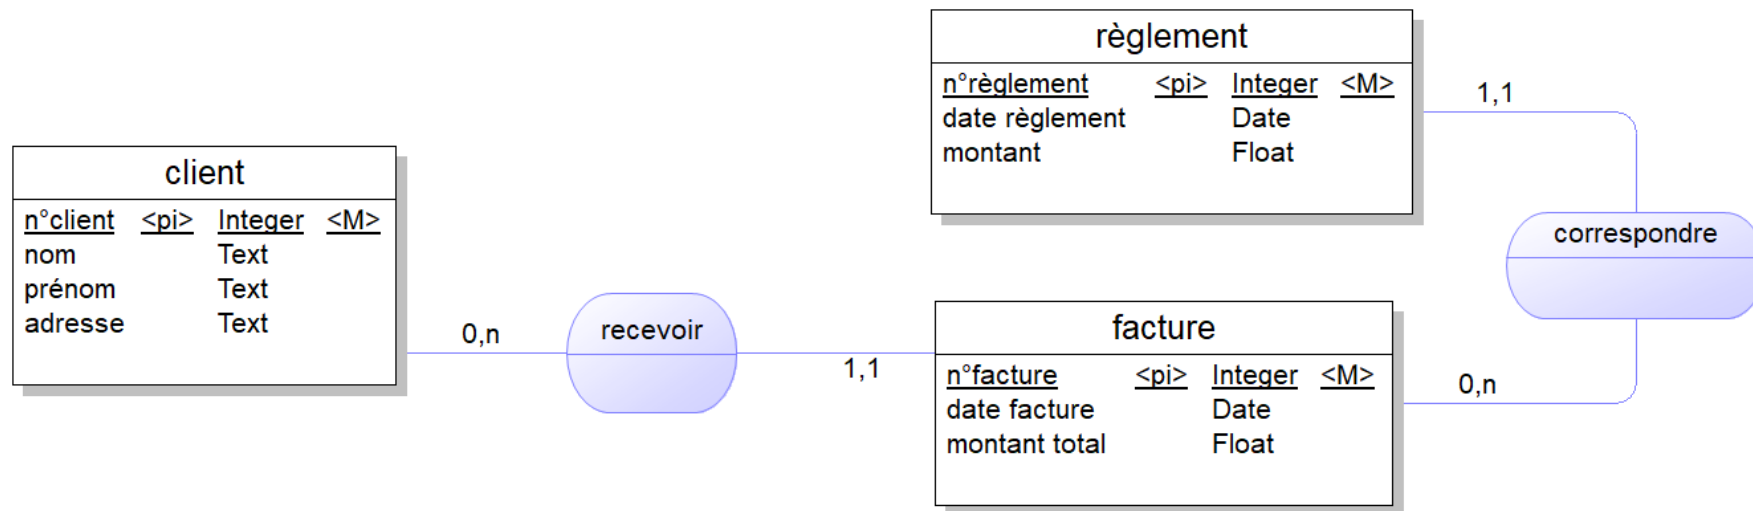 client
n°client <pi> Integer <M>
nom Text
prénom Text
adresse Text
0,n
recevoir
1,1
règlement
n°règlement <pi> Integer <M>
date règlement Date
montant Float
1,1
correspondre
facture
n°facture <pi> Integer <M>
date facture Date
montant total Float
0,n